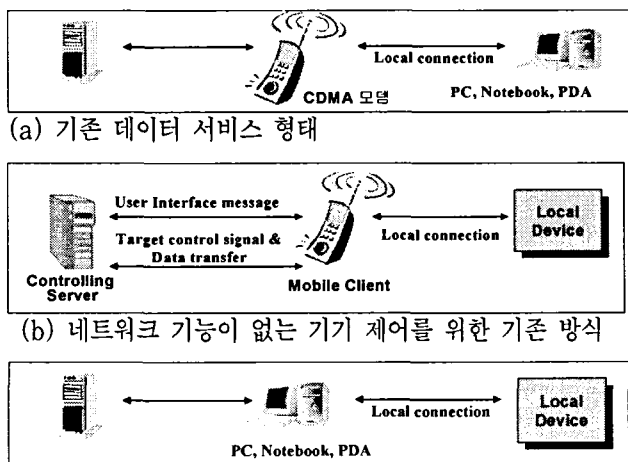 Local connection
CDMA 모뎀
PC, Notebook, PDA
(a) 기존 데이터 서비스 형태
User Interface message
Target control signal &
Data transfer
Local connection
Local
Device
Controlling
Server
Mobile Client
(b) 네트워크 기능이 없는 기기 제어를 위한 기존 방식
Local connection
Local
Device
PC, Notebook, PDA